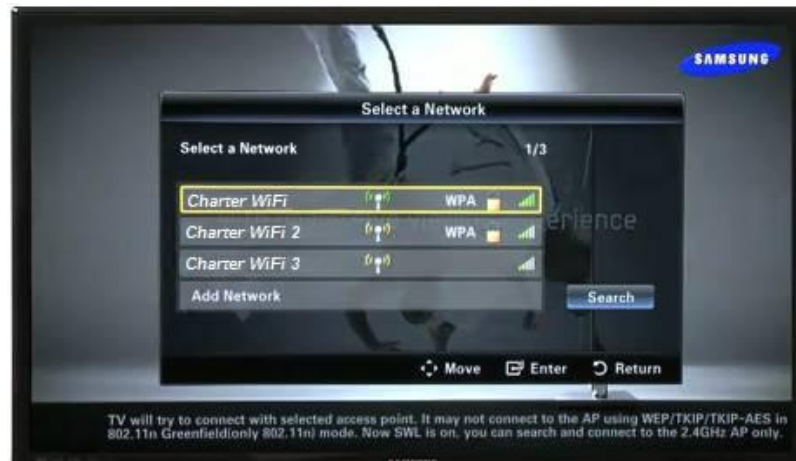 SAMSUNG
Select a Network
Select a Network 1/3
Charter WiFi WPA
erience
Charter WiFi 2 WPA
Charter WiFi 3
Add Network Search
Move Enter Return
TV will try to connect with selected access point. It may not connect to the AP using WEP/TKIP/TKIP-AES in
802.11n Greenfield(only 802.11n) mode. Now SWL is on, you can search and connect to the 2.4GHz AP only.